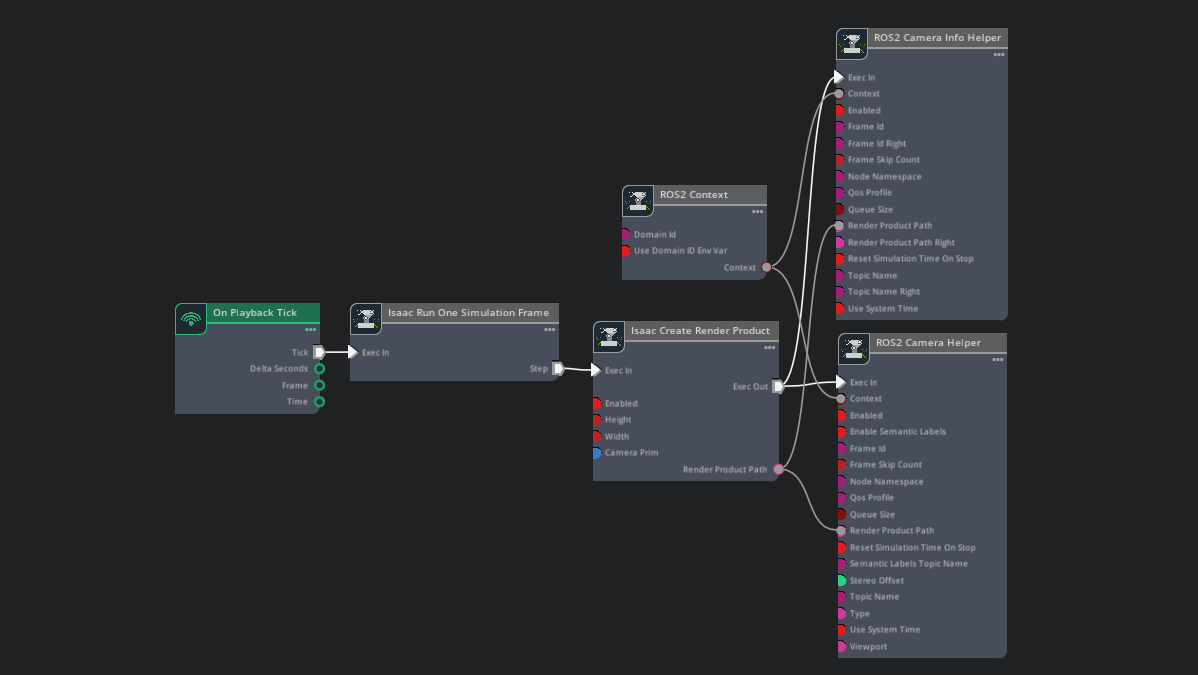 On Playback Tick
Tick
Delta Seconds
Frame
Time
Isaac Run One Simulation Frame
Exec In
Step
ROS2 Context
Domain Id
Use Domain ID Env Var
Context
Isaac Create Render Product
Exec In
Exec Out
Enabled
Height
Width
Camera Prim
Render Product Path
ROS2 Camera Info Helper
Exec In
Context
Enabled
Frame Id
Frame Id Right
Frame Skip Count
Node Namespace
Qos Profile
Queue Size
Render Product Path
Render Product Path Right
Reset Simulation Time On Stop
Topic Name
Topic Name Right
Use System Time
ROS2 Camera Helper
Exec In
Context
Enabled
Enable Semantic Labels
Frame Id
Frame Skip Count
Node Namespace
Qos Profile
Queue Size
Render Product Path
Reset Simulation Time On Stop
Semantic Labels Topic Name
Stereo Offset
Topic Name
Type
Use System Time
Viewport